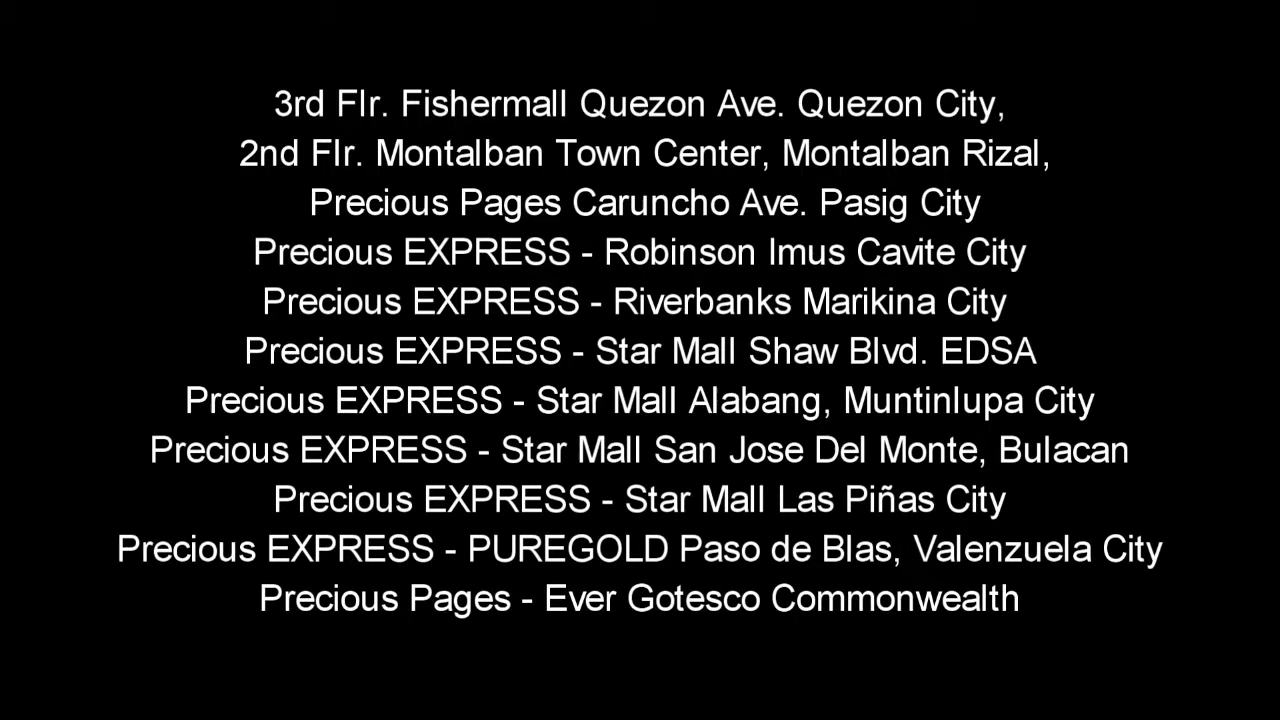 3rd Flr. Fishermall Quezon Ave. Quezon City,
2nd Flr. Montalban Town Center, Montalban Rizal,
Precious Pages Caruncho Ave. Pasig City
Precious EXPRESS - Robinson Imus Cavite City
Precious EXPRESS - Riverbanks Marikina City
Precious EXPRESS - Star Mall Shaw Blvd. EDSA
Precious EXPRESS - Star Mall Alabang, Muntinlupa City
Precious EXPRESS - Star Mall San Jose Del Monte, Bulacan
Precious EXPRESS - Star Mall Las Piñas City
Precious EXPRESS - PUREGOLD Paso de Blas, Valenzuela City
Precious Pages - Ever Gotesco Commonwealth